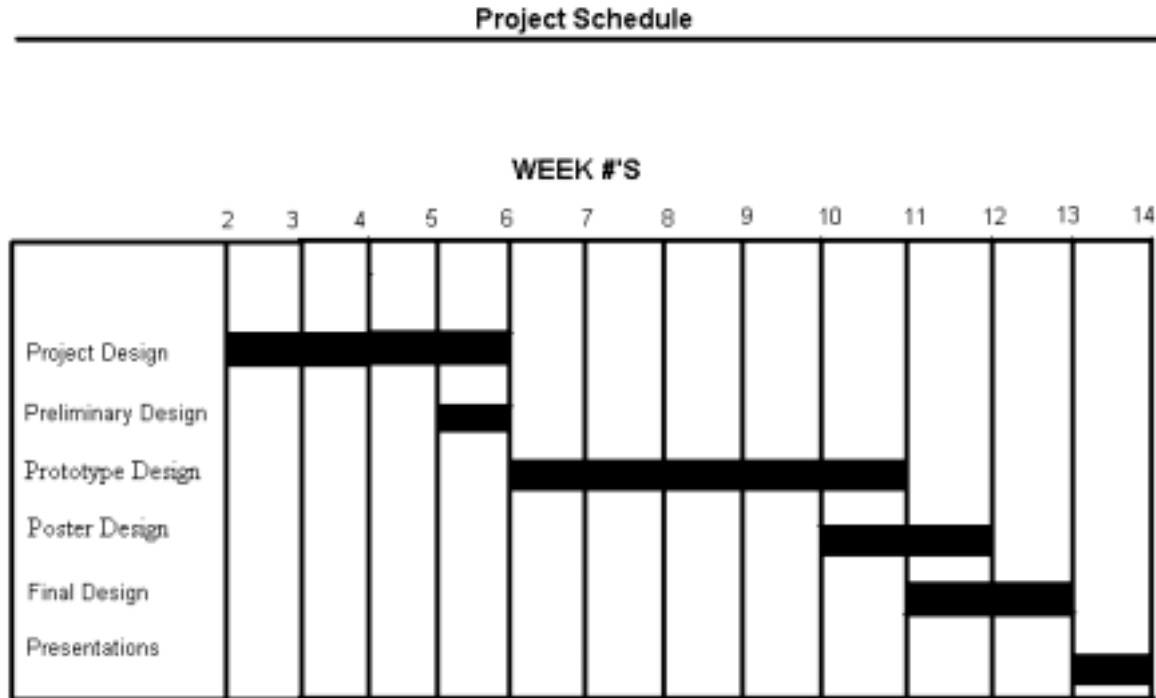 Project Schedule
WEEK #'S
2 3 4 5 6 7 8 9 10 11 12 13 14
Project Design
Preliminary Design
Prototype Design
Poster Design
Final Design
Presentations